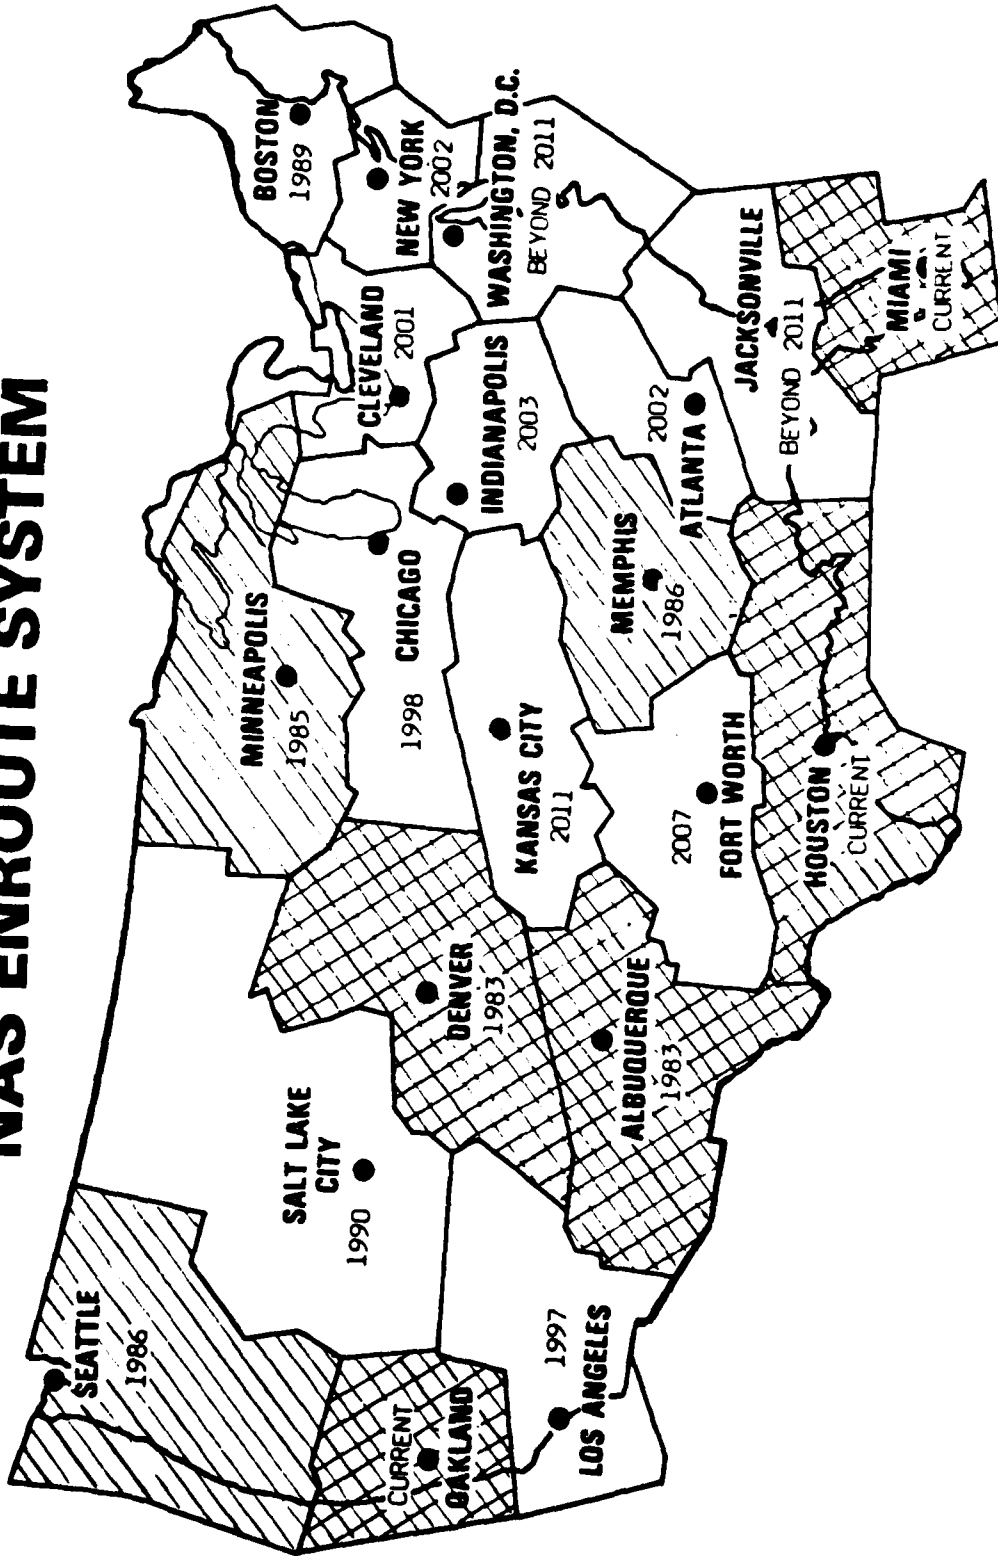 NAS ENROUTE SYSTEM
SEATTLE
1986
CURRENT
OAKLAND
LOS ANGELES
1997
SALT LAKE
CITY
1990
DENVER
1983
ALBUQUERQUE
1983
MINNEAPOLIS
1985
CHICAGO
1998
KANSAS CITY
2011
2007
FORT WORTH
HOUSTON
CURRENT
MEMPHIS
1986
INDIANAPOLIS
2003
CLEVELAND
2001
2002
ATLANTA
BOSTON
1989
NEW YORK
2002
WASHINGTON, D.C.
BEYOND 2011
JACKSONVILLE
BEYOND 2011
MIAMI
CURRENT